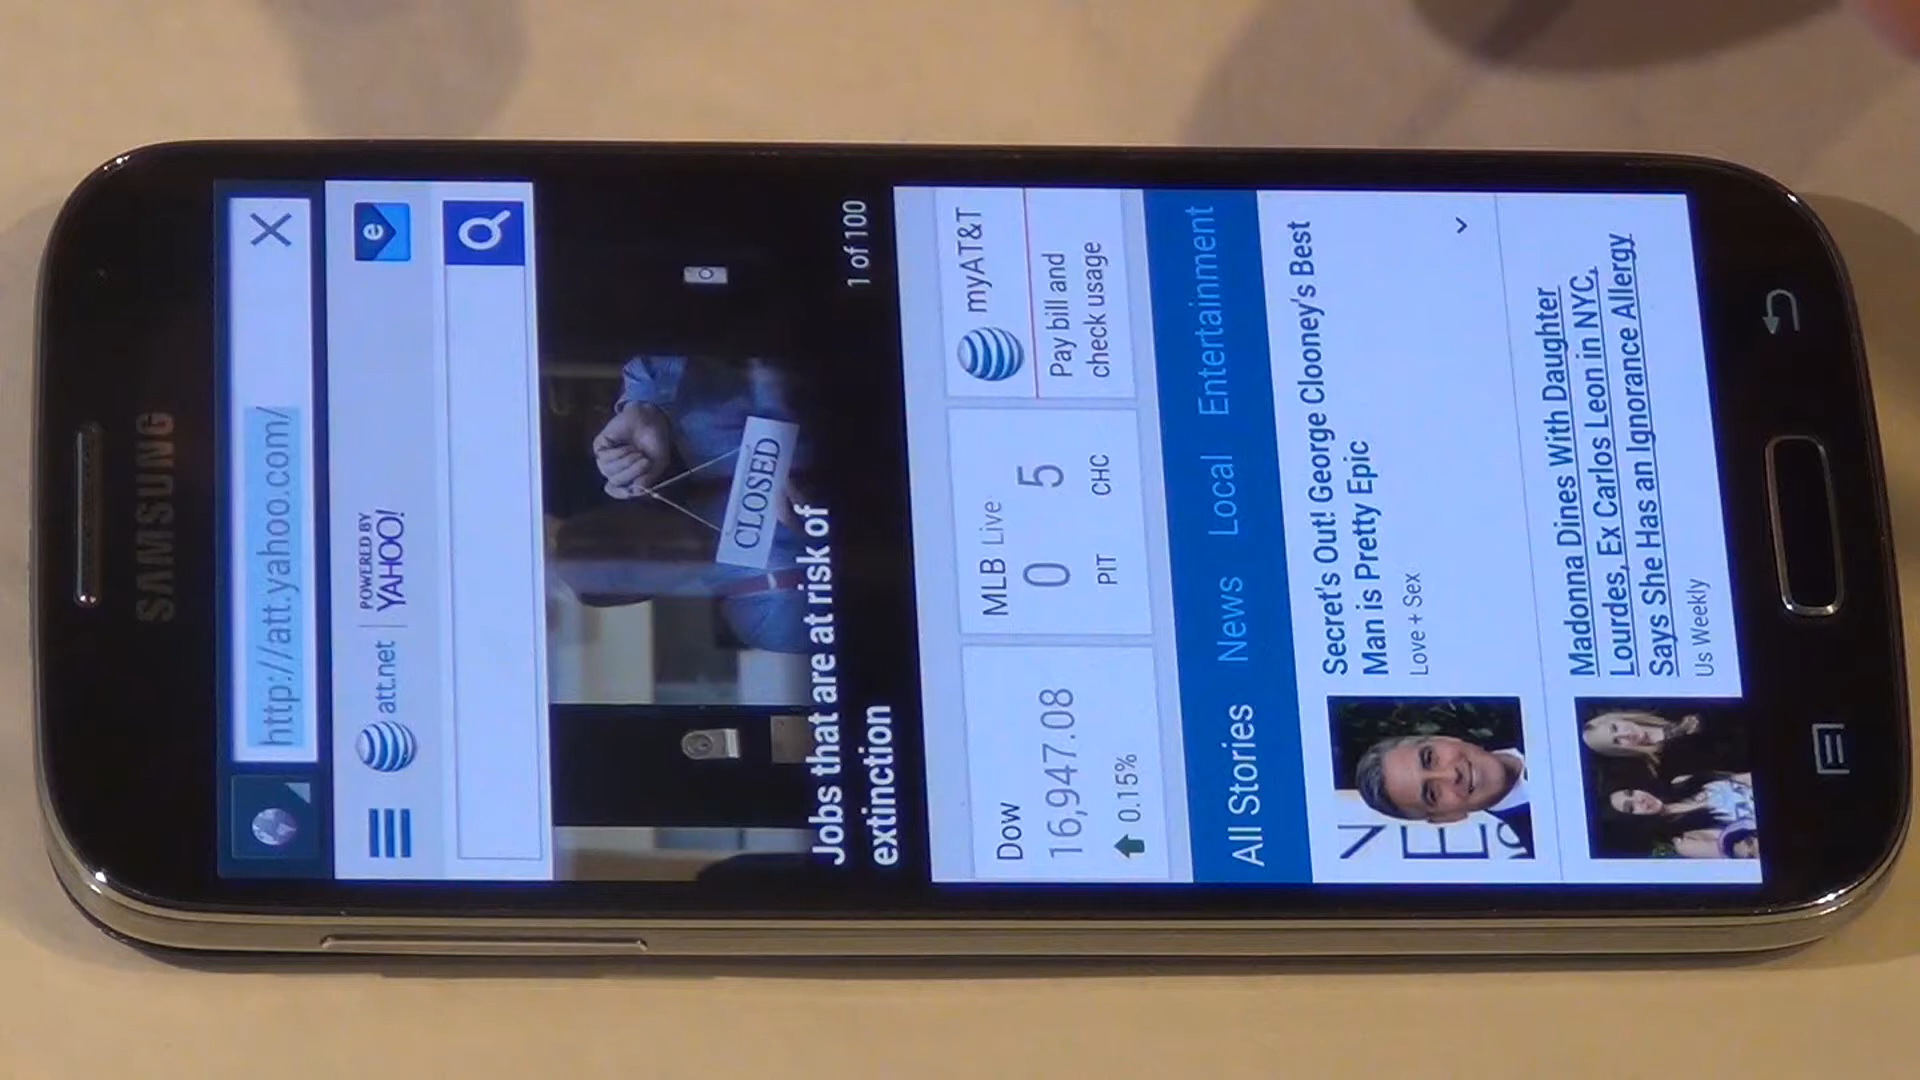 SAMSUNG
http://att.yahoo.com/
att.net
POWERED BY
YAHOO!
e
CLOSED
Jobs that are at risk of
extinction
1 of 100
Dow
16,947.08
0.15%
MLB Live
0 5
PIT CHC
myAT&T
Pay bill and
check usage
All Stories News Local Entertainment
Secret's Out! George Clooney's Best
Man is Pretty Epic
Love + Sex
Madonna Dines With Daughter
Lourdes, Ex Carlos Leon in NYC,
Says She Has an Ignorance Allergy
Us Weekly